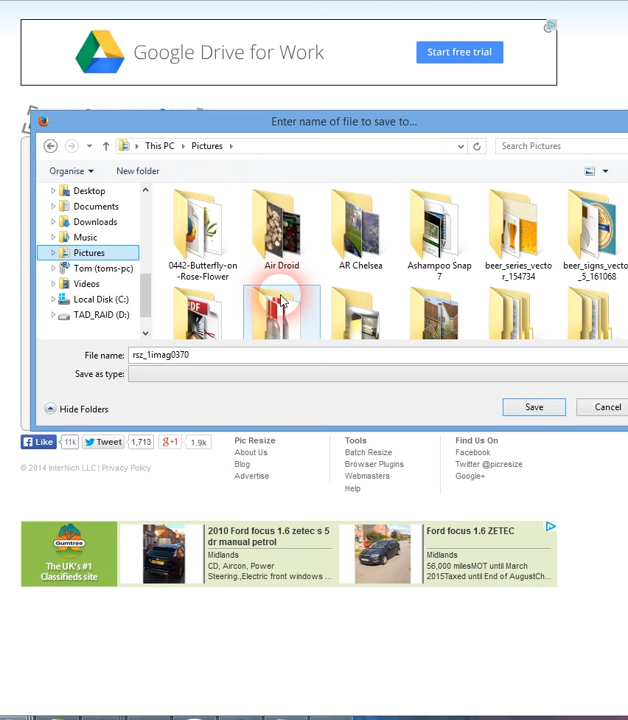 Google Drive for Work
Start free trial
Enter name of file to save to...
This PC
Pictures
Search Pictures
Organise
New folder
Desktop
Documents
Downloads
Music
Pictures
Tom (toms-pc)
Videos
Local Disk (C:)
TAD_RAID (D:)
0442-Butterfly-on
-Rose-Flower
Air Droid
AR Chelsea
Ashampoo Snap
7
beer_series_vecto
r_154734
beer_signs_vector
_5_161068
PDF
File name:
rsz_1imag0370
Save as type:
Hide Folders
Save
Cancel
Like
11k
Tweet
1,713
+1
1.9k
© 2014 InterNich LLC | Privacy Policy
Pic Resize
About Us
Blog
Advertise
Tools
Batch Resize
Browser Plugins
Webmasters
Help
Find Us On
Facebook
Twitter @picresize
Google+
Gumtree
The UK's #1
Classifieds site
2010 Ford focus 1.6 zetec s 5
dr manual petrol
Midlands
CD, Aircon, Power
Steering.,Electric front windows ...
Ford focus 1.6 ZETEC
Midlands
56,000 milesMOT until March
2015Taxed until End of AugustCh...